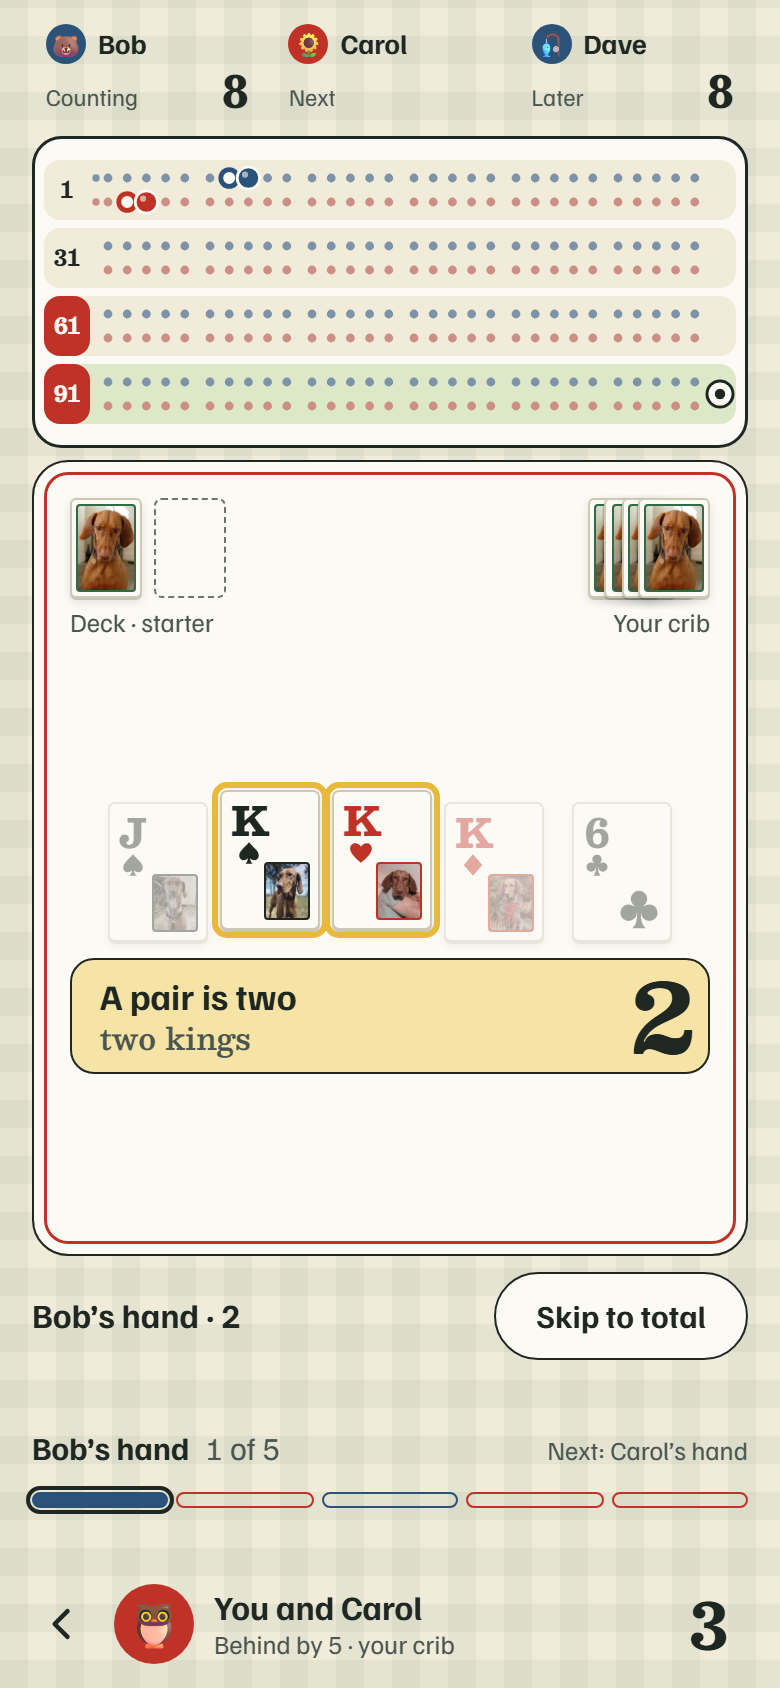 Bob
Carol
Dave
Counting 8
Next
Later 8
1
31
61
91
Deck · starter
Your crib
J
K
K
K
6
A pair is two
two kings
2
Bob’s hand · 2
Skip to total
Bob’s hand 1 of 5
Next: Carol’s hand
You and Carol
Behind by 5 · your crib
3